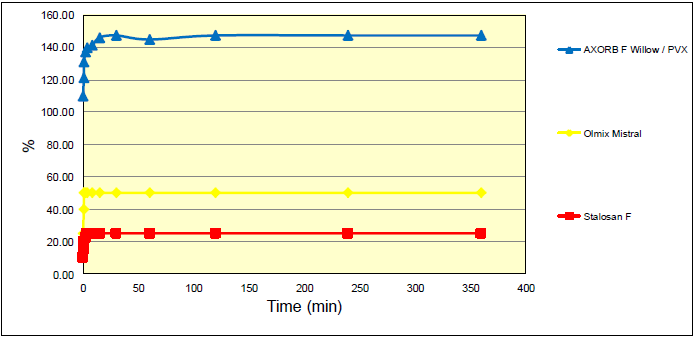 160.00
140.00
120.00
100.00
80.00
60.00
40.00
20.00
0.00
%
0 50 100 150 200 250 300 350 400
Time (min)
AXORB F Willow / PVX
Olmix Mistral
Stalosan F